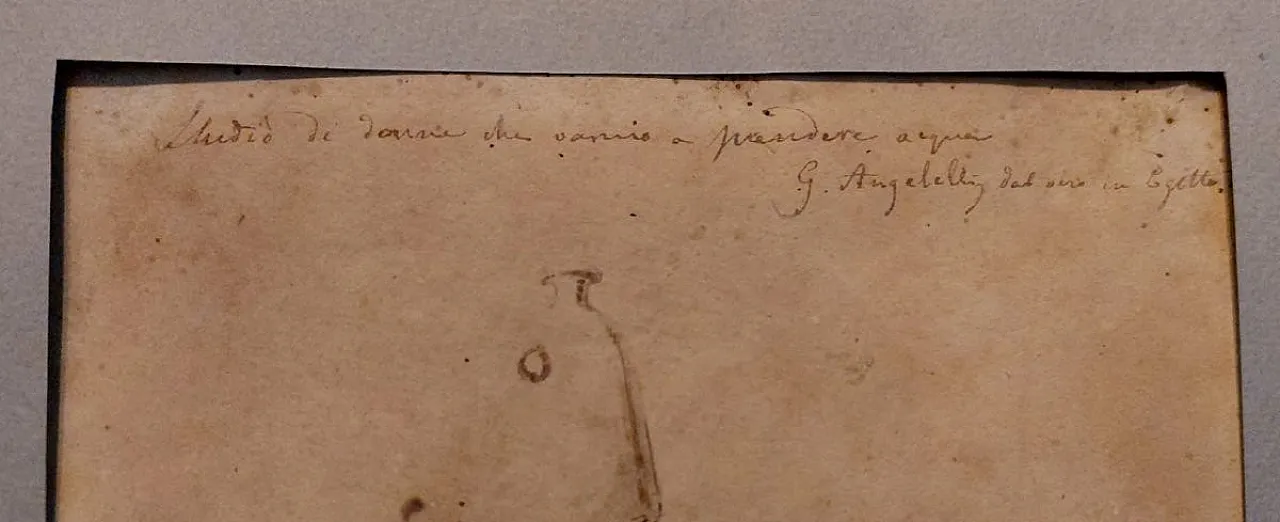 Studio di donne che vanno a prendere acqua
G. Angelelli dal vero in Egitto.